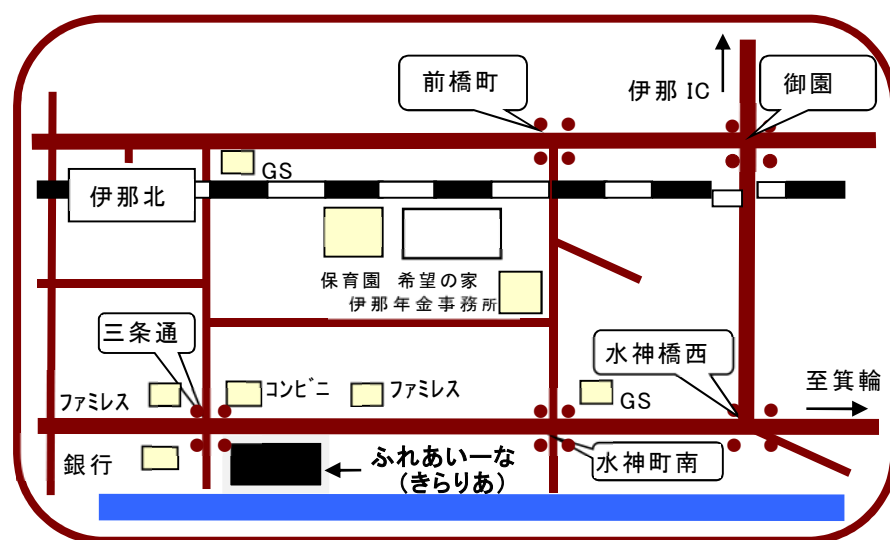 前橋町
伊那 IC
御園
GS
伊那北
保育園 希望の家
伊那年金事務所
三条通
水神橋西
至箕輪
ファミレス
コンビニ
ファミレス
GS
銀行
ふれあいーな
(きらりあ)
水神町南